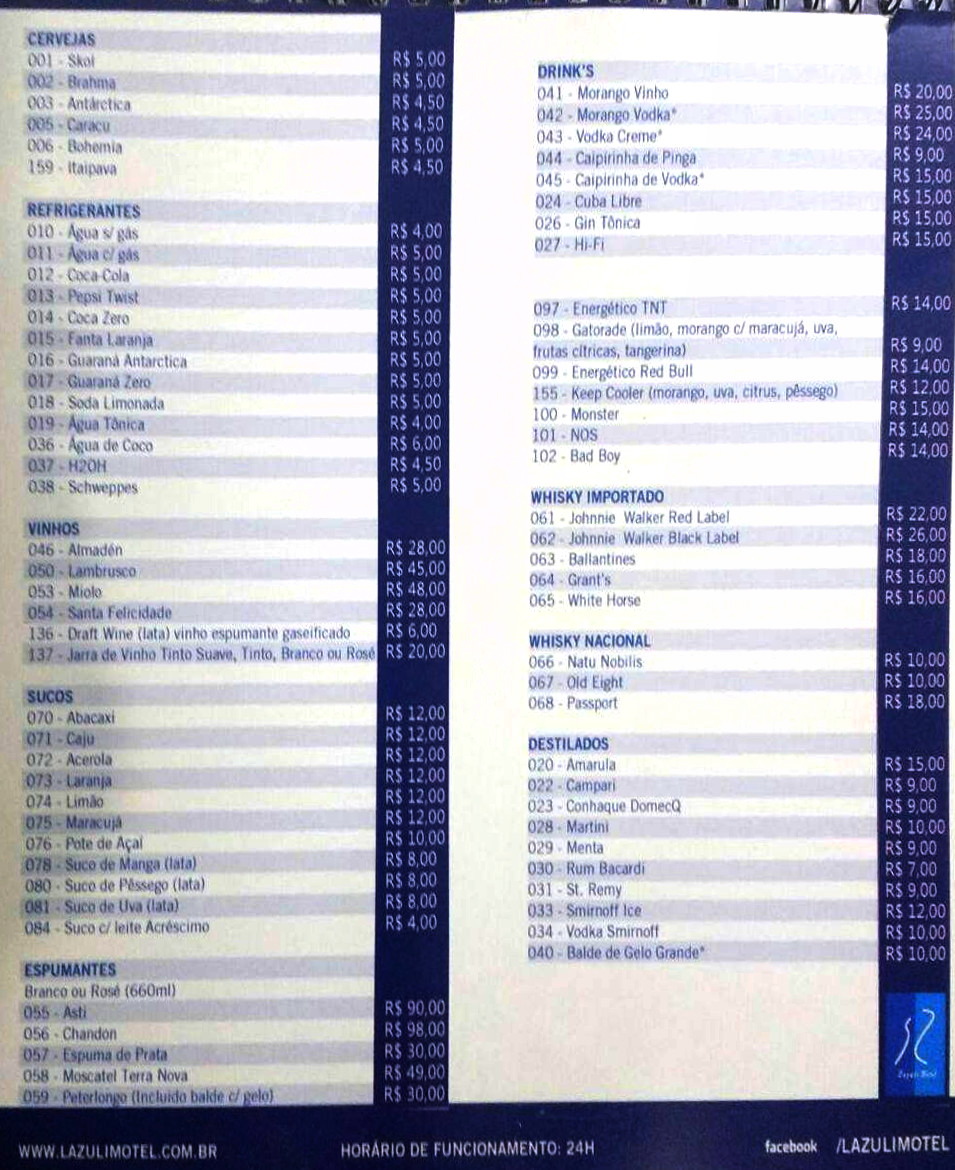 CERVEJAS
001 - Skol R$ 5,00
002 - Brahma R$ 5,00
003 - Antárctica R$ 4,50
005 - Caracu R$ 4,50
006 - Bohemia R$ 5,00
159 - Itaipava R$ 4,50
REFRIGERANTES
010 - Água s/ gás R$ 4,00
011 - Água c/ gás R$ 5,00
012 - Coca-Cola R$ 5,00
013 - Pepsi Twist R$ 5,00
014 - Coca Zero R$ 5,00
015 - Fanta Laranja R$ 5,00
016 - Guaraná Antarctica R$ 5,00
017 - Guaraná Zero R$ 5,00
018 - Soda Limonada R$ 5,00
019 - Água Tônica R$ 4,00
036 - Água de Coco R$ 6,00
037 - H2OH R$ 4,50
038 - Schweppes R$ 5,00
VINHOS
046 - Almadén R$ 28,00
050 - Lambrusco R$ 45,00
053 - Miolo R$ 48,00
054 - Santa Felicidade R$ 28,00
136 - Draft Wine (lata) vinho espumante gaseificado R$ 6,00
137 - Jarra de Vinho Tinto Suave, Tinto, Branco ou Rosé R$ 20,00
SUCOS
070 - Abacaxi R$ 12,00
071 - Caju R$ 12,00
072 - Acerola R$ 12,00
073 - Laranja R$ 12,00
074 - Limão R$ 12,00
075 - Maracujá R$ 12,00
076 - Pote de Açaí R$ 10,00
078 - Suco de Manga (lata) R$ 8,00
080 - Suco de Pêssego (lata) R$ 8,00
081 - Suco de Uva (lata) R$ 8,00
084 - Suco c/ leite Acréscimo R$ 4,00
ESPUMANTES
Branco ou Rosé (660ml)
055 - Asti R$ 90,00
056 - Chandon R$ 98,00
057 - Espuma de Prata R$ 30,00
058 - Moscatel Terra Nova R$ 49,00
059 - Peterlongo (Incluido balde c/ gelo) R$ 30,00
DRINK'S
041 - Morango Vinho R$ 20,00
042 - Morango Vodka* R$ 25,00
043 - Vodka Creme* R$ 24,00
044 - Caipirinha de Pinga R$ 9,00
045 - Caipirinha de Vodka* R$ 15,00
024 - Cuba Libre R$ 15,00
026 - Gin Tônica R$ 15,00
027 - Hi-Fi R$ 15,00
097 - Energético TNT R$ 14,00
098 - Gatorade (limão, morango c/ maracujá, uva,
frutas cítricas, tangerina) R$ 9,00
099 - Energético Red Bull R$ 14,00
155 - Keep Cooler (morango, uva, citrus, pêssego) R$ 12,00
100 - Monster R$ 15,00
101 - NOS R$ 14,00
102 - Bad Boy R$ 14,00
WHISKY IMPORTADO
061 - Johnnie Walker Red Label R$ 22,00
062 - Johnnie Walker Black Label R$ 26,00
063 - Ballantines R$ 18,00
064 - Grant's R$ 16,00
065 - White Horse R$ 16,00
WHISKY NACIONAL
066 - Natu Nobilis R$ 10,00
067 - Old Eight R$ 10,00
068 - Passport R$ 18,00
DESTILADOS
020 - Amarula R$ 15,00
022 - Campari R$ 9,00
023 - Conhaque DomecQ R$ 9,00
028 - Martini R$ 10,00
029 - Menta R$ 9,00
030 - Rum Bacardi R$ 7,00
031 - St. Remy R$ 9,00
033 - Smirnoff Ice R$ 12,00
034 - Vodka Smirnoff R$ 10,00
040 - Balde de Gelo Grande* R$ 10,00
WWW.LAZULIMOTEL.COM.BR HORÁRIO DE FUNCIONAMENTO: 24H facebook /LAZULIMOTEL